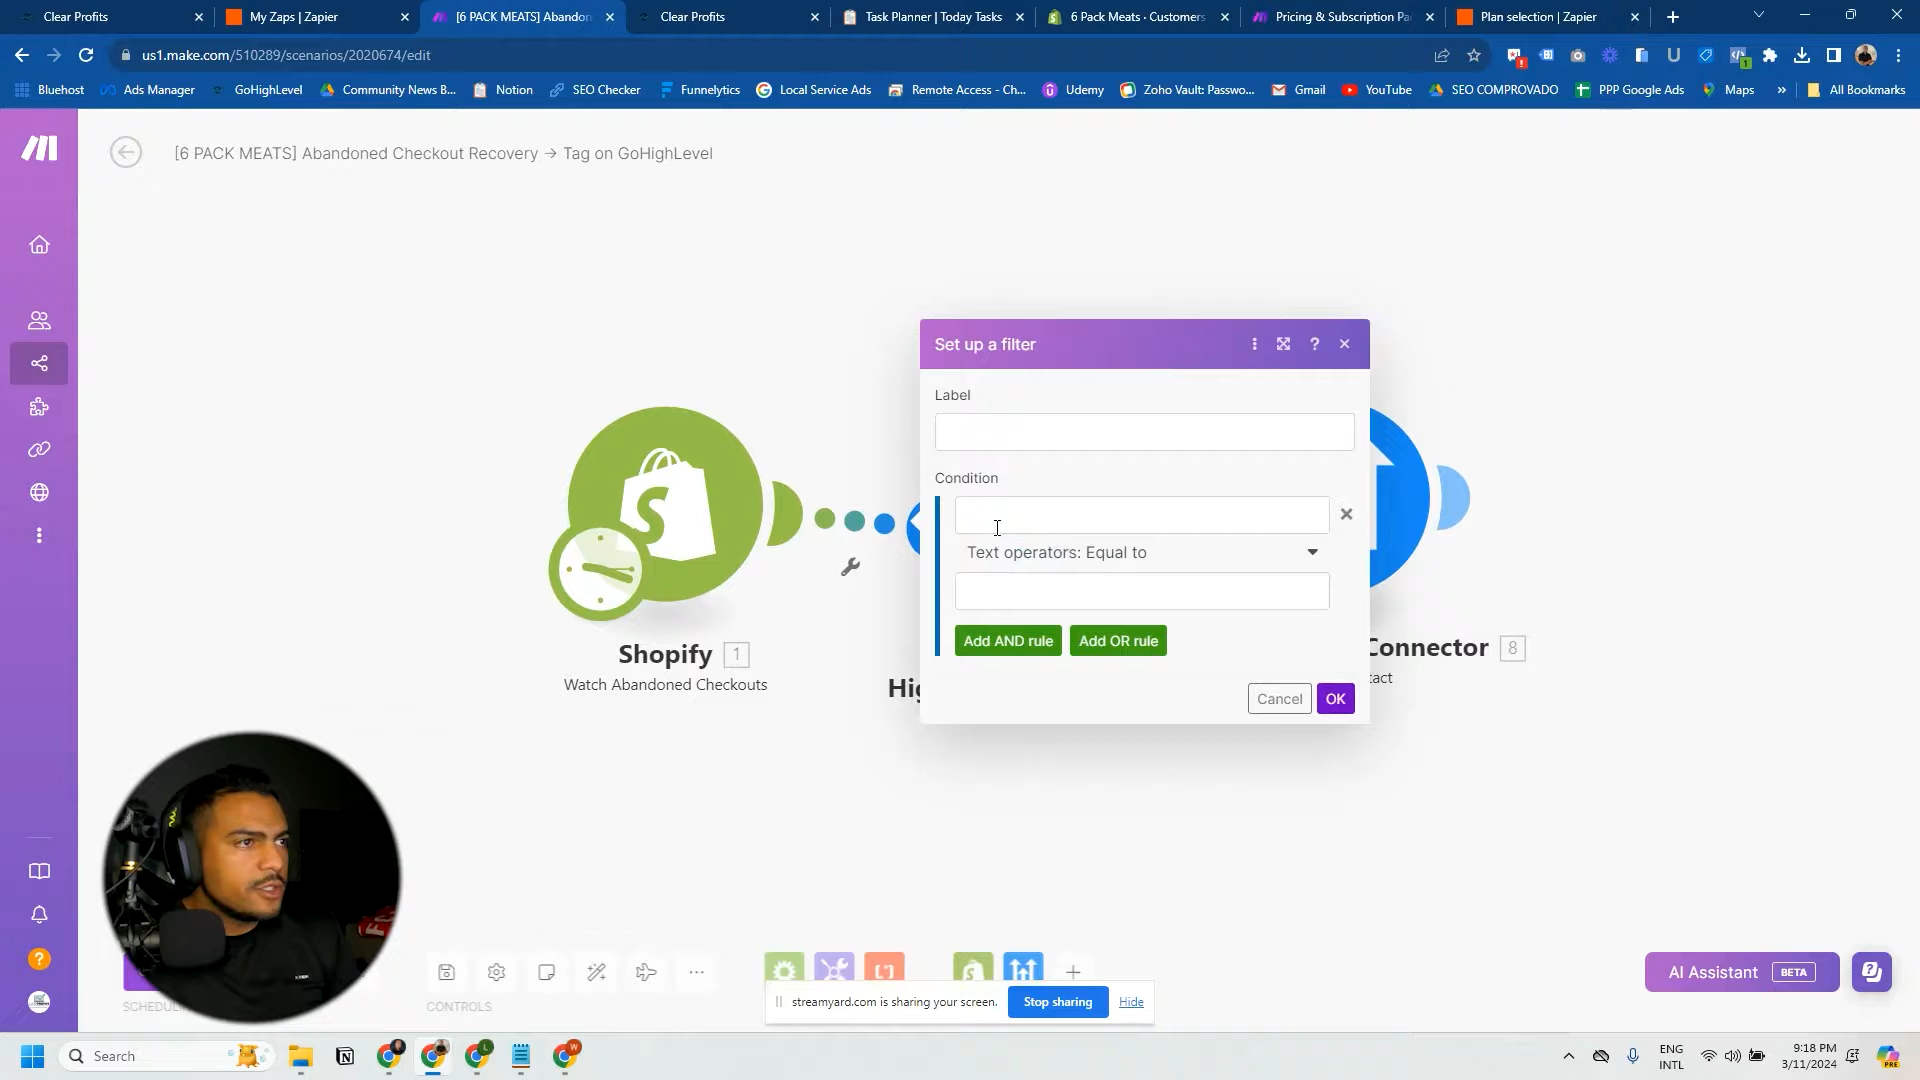 Clear Profits
My Zaps | Zapier
[6 PACK MEATS] Abandon
Clear Profits
Task Planner | Today Tasks
6 Pack Meats · Customers
Pricing & Subscription Pa
Plan selection | Zapier
us1.make.com/510289/scenarios/2020674/edit
Bluehost
Ads Manager
GoHighLevel
Community News B...
Notion
SEO Checker
Funnelytics
Local Service Ads
Remote Access - Ch...
Udemy
Zoho Vault: Passwo...
Gmail
YouTube
SEO COMPROVADO
PPP Google Ads
Maps
All Bookmarks
[6 PACK MEATS] Abandoned Checkout Recovery → Tag on GoHighLevel
Set up a filter
Label
Condition
Text operators: Equal to
Add AND rule
Add OR rule
Cancel
OK
Shopify 1
Watch Abandoned Checkouts
Hig
Connector 8
tact
SCHEDUL
CONTROLS
AI Assistant BETA
streamyard.com is sharing your screen.
Stop sharing
Hide
Search
ENG
INTL
9:18 PM
3/11/2024